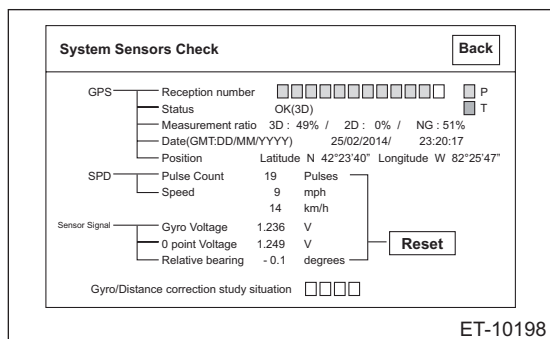 System Sensors Check Back
GPS Reception number P
Status OK(3D) T
Measurement ratio 3D : 49% / 2D : 0% / NG : 51%
Date(GMT:DD/MM/YYYY) 25/02/2014/ 23:20:17
Position Latitude N 42°23'40" Longitude W 82°25'47"
SPD Pulse Count 19 Pulses
Speed 9 mph
14 km/h
Sensor Signal Gyro Voltage 1.236 V
0 point Voltage 1.249 V Reset
Relative bearing - 0.1 degrees
Gyro/Distance correction study situation
ET-10198